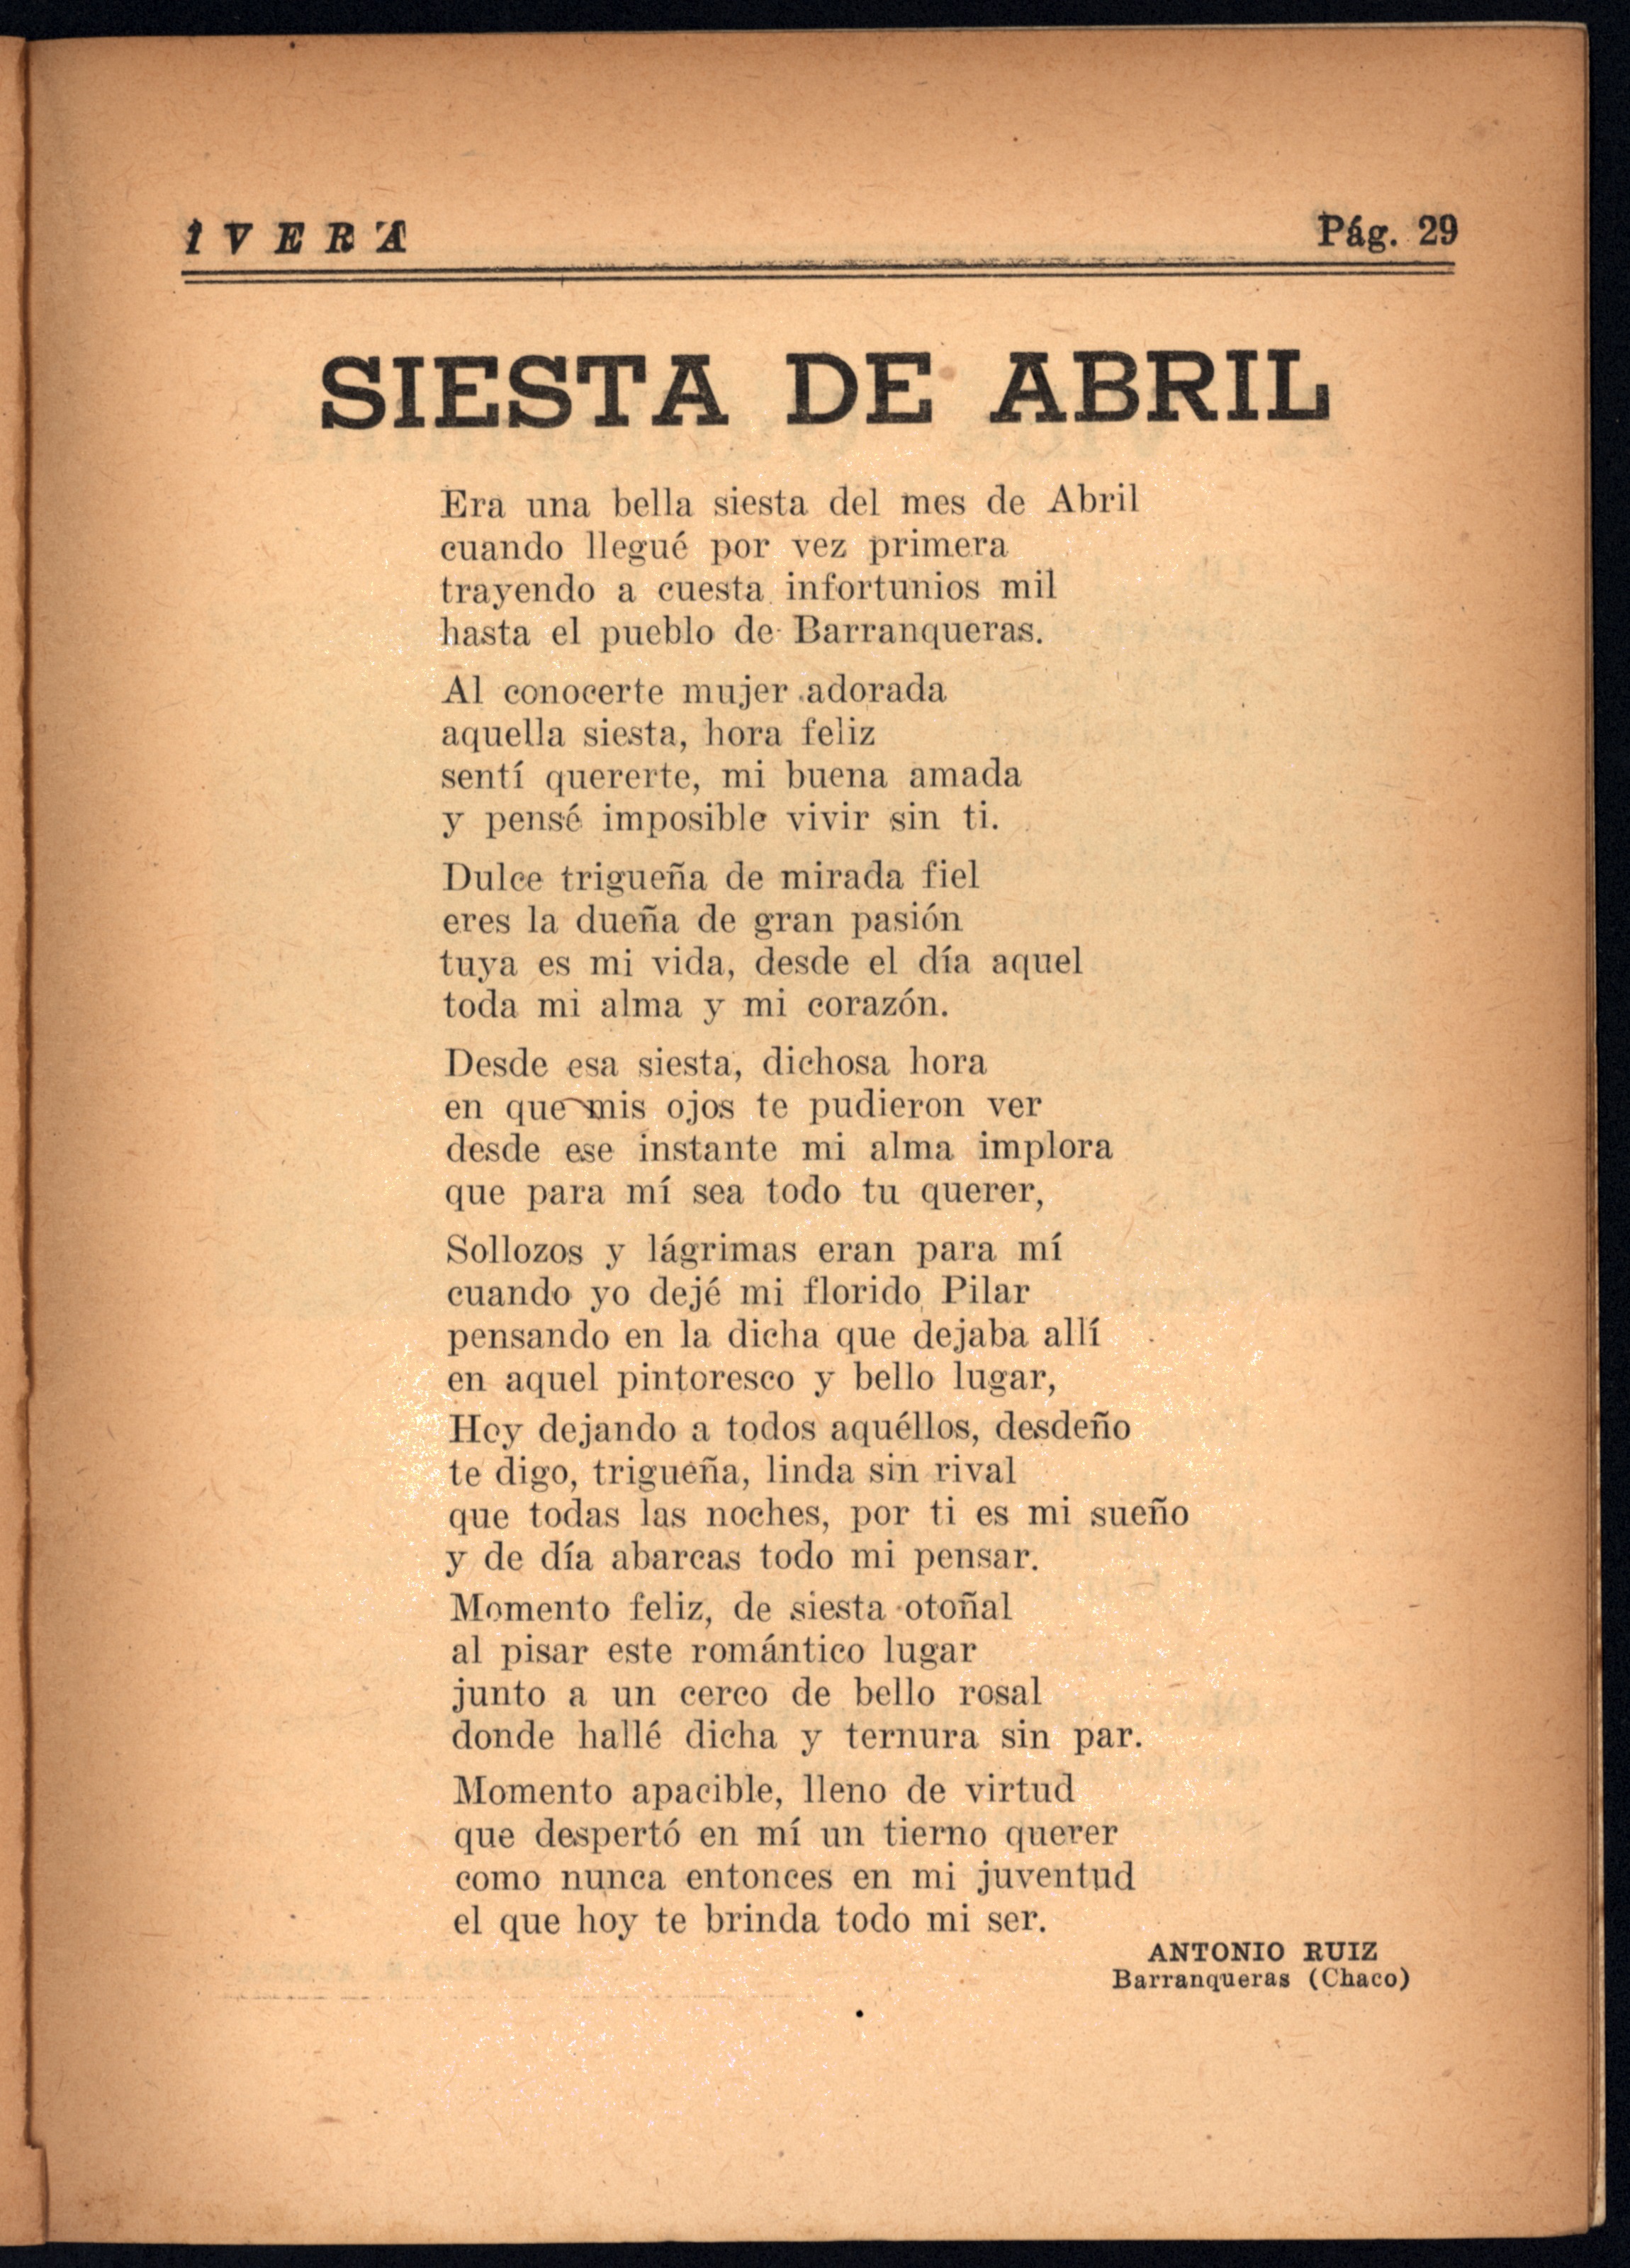 IVERA
Pág. 29
SIESTA DE ABRIL
Era una bella siesta del mes de Abril
cuando llegué por vez primera
trayendo a cuesta infortunios mil
hasta el pueblo de Barranqueras.
Al conocerte mujer adorada
aquella siesta, hora feliz
sentí quererte, mi buena amada
y pensé imposible vivir sin ti.
Dulce trigueña de mirada fiel
eres la dueña de gran pasión
tuya es mi vida, desde el día aquel
toda mi alma y mi corazón.
Desde esa siesta, dichosa hora
en que mis ojos te pudieron ver
desde ese instante mi alma implora
que para mí sea todo tu querer,
Sollozos y lágrimas eran para mí
cuando yo dejé mi florido Pilar
pensando en la dicha que dejaba allí
en aquel pintoresco y bello lugar,
Hoy dejando a todos aquéllos, desdeño
te digo, trigueña, linda sin rival
que todas las noches, por ti es mi sueño
y de día abarcas todo mi pensar.
Momento feliz, de siesta otoñal
al pisar este romántico lugar
junto a un cerco de bello rosal
donde hallé dicha y ternura sin par.
Momento apacible, lleno de virtud
que despertó en mí un tierno querer
como nunca entonces en mi juventud
el que hoy te brinda todo mi ser.
ANTONIO RUIZ
Barranqueras (Chaco)